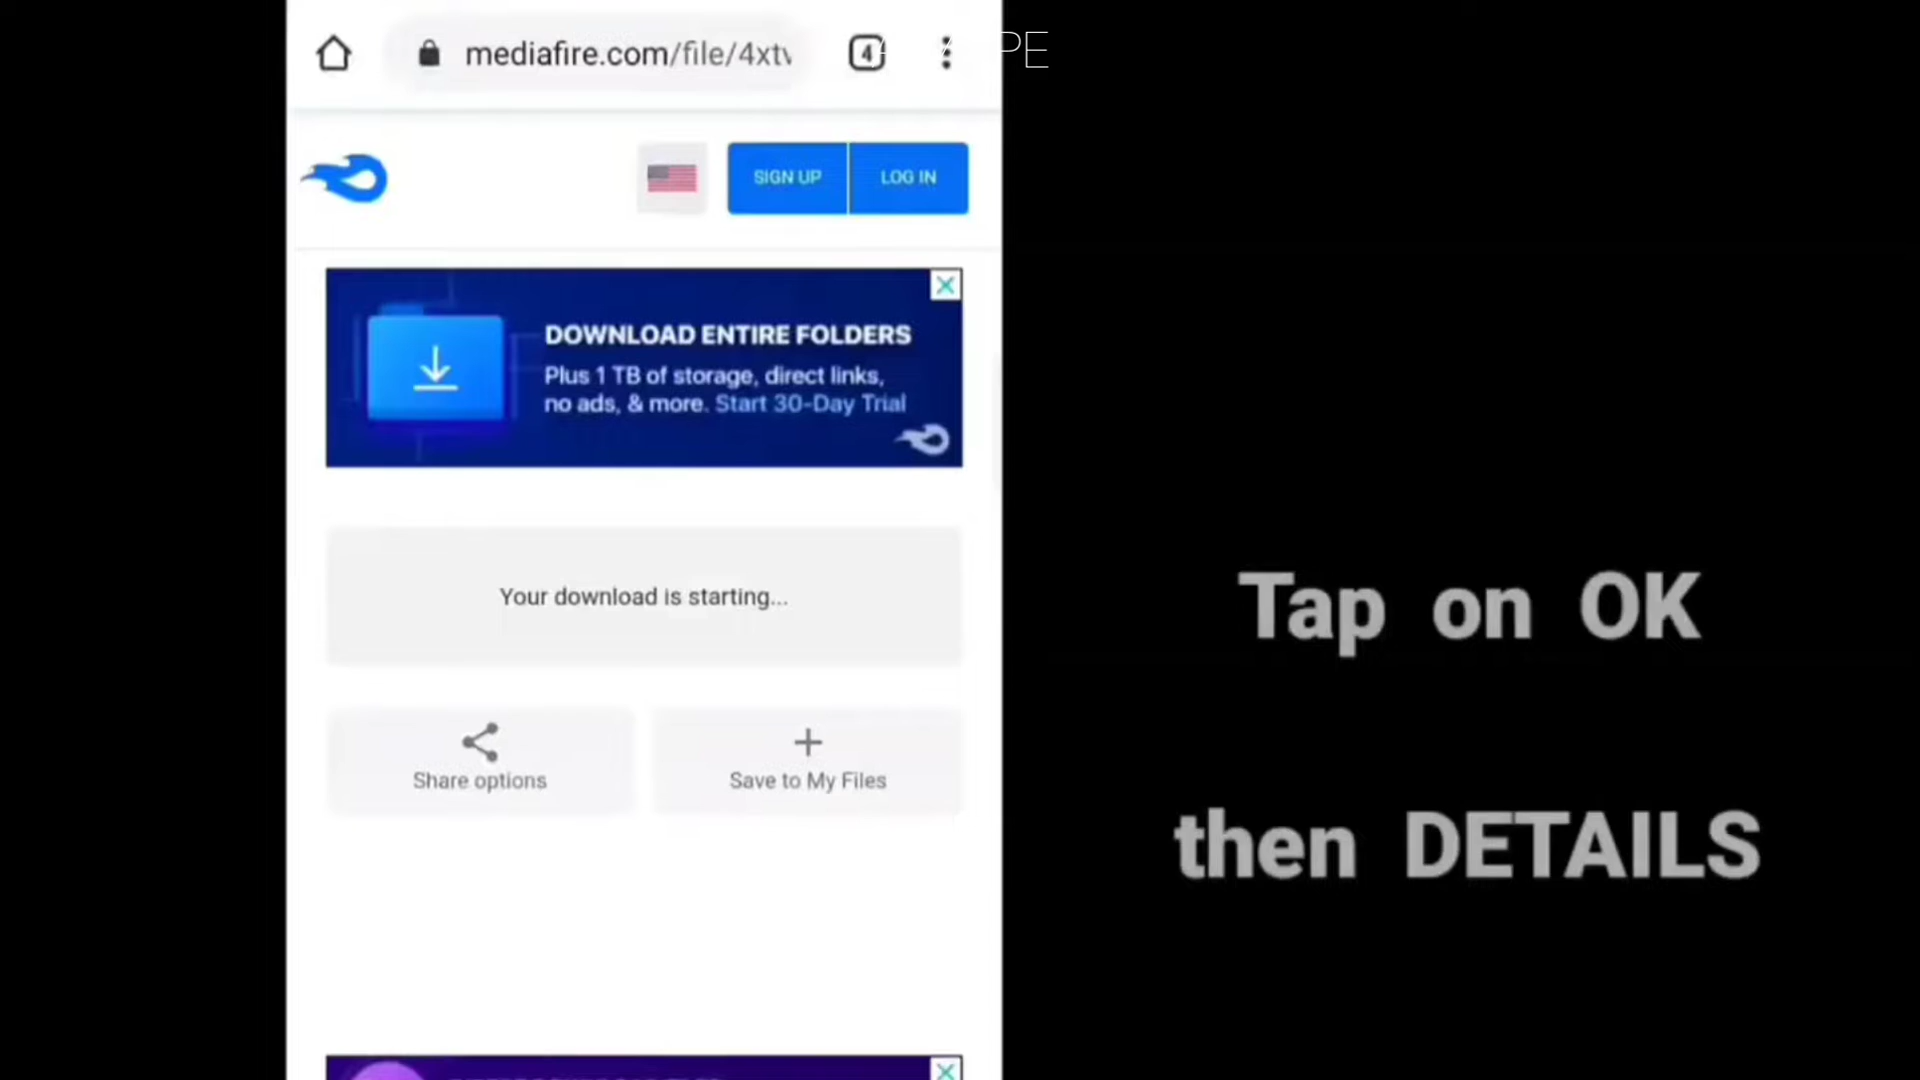 mediafire.com/file/4xtv
4
PE
SIGN UP
LOG IN
DOWNLOAD ENTIRE FOLDERS
Plus 1 TB of storage, direct links,
no ads, & more. Start 30-Day Trial
Your download is starting...
Share options
Save to My Files
Tap on OK
then DETAILS